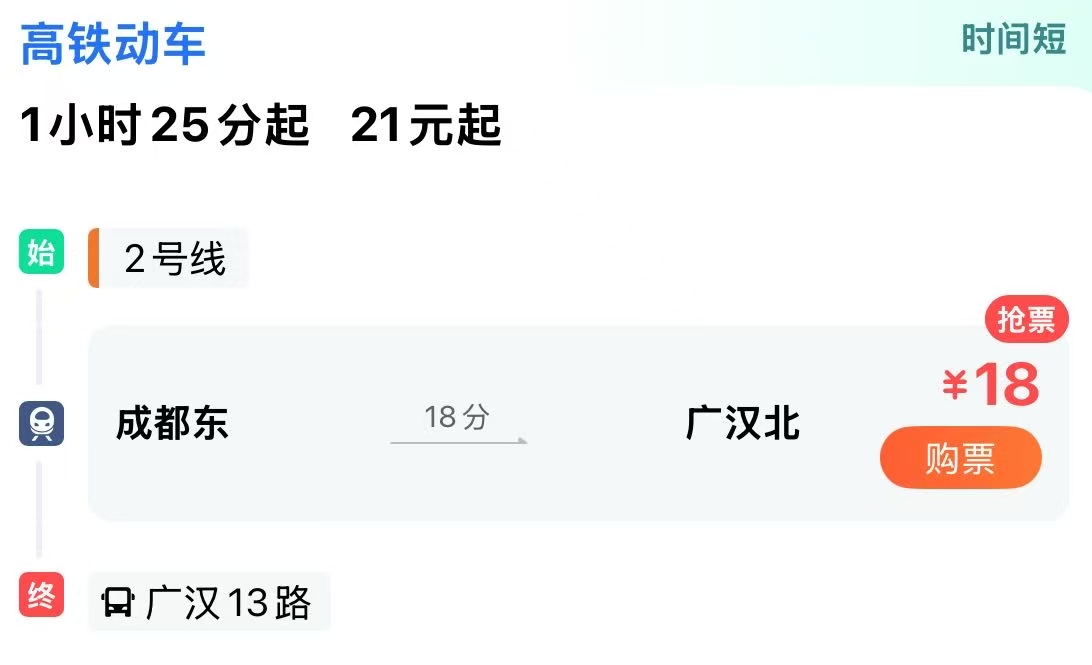 高铁动车 时间短
1小时25分起 21元起
始 2号线
抢票
¥18
成都东 18分 广汉北
购票
终 广汉13路